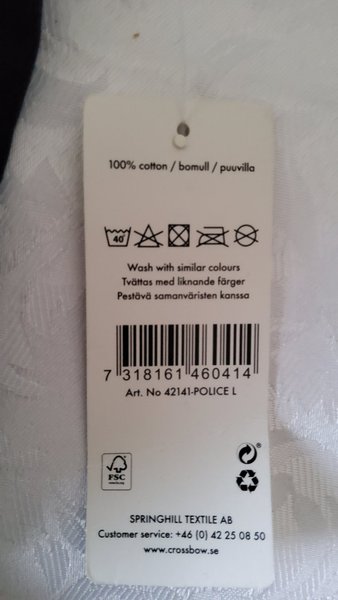 100% cotton / bomull / puuvilla
40
Wash with similar colours
Tvättas med liknande färger
Pestävä samanväristen kanssa
7 318161 460414
Art. No 42141-POLICE L
®
FSC
SPRINGHILL TEXTILE AB
Customer service: +46 (0) 42 25 08 50
www.crossbow.se